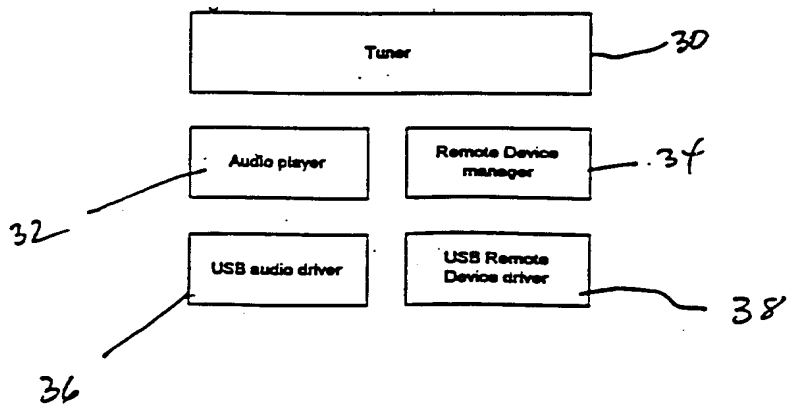 Tuner
30
Audio player
Remote Device
manager
34
32
USB audio driver
USB Remote
Device driver
38
36